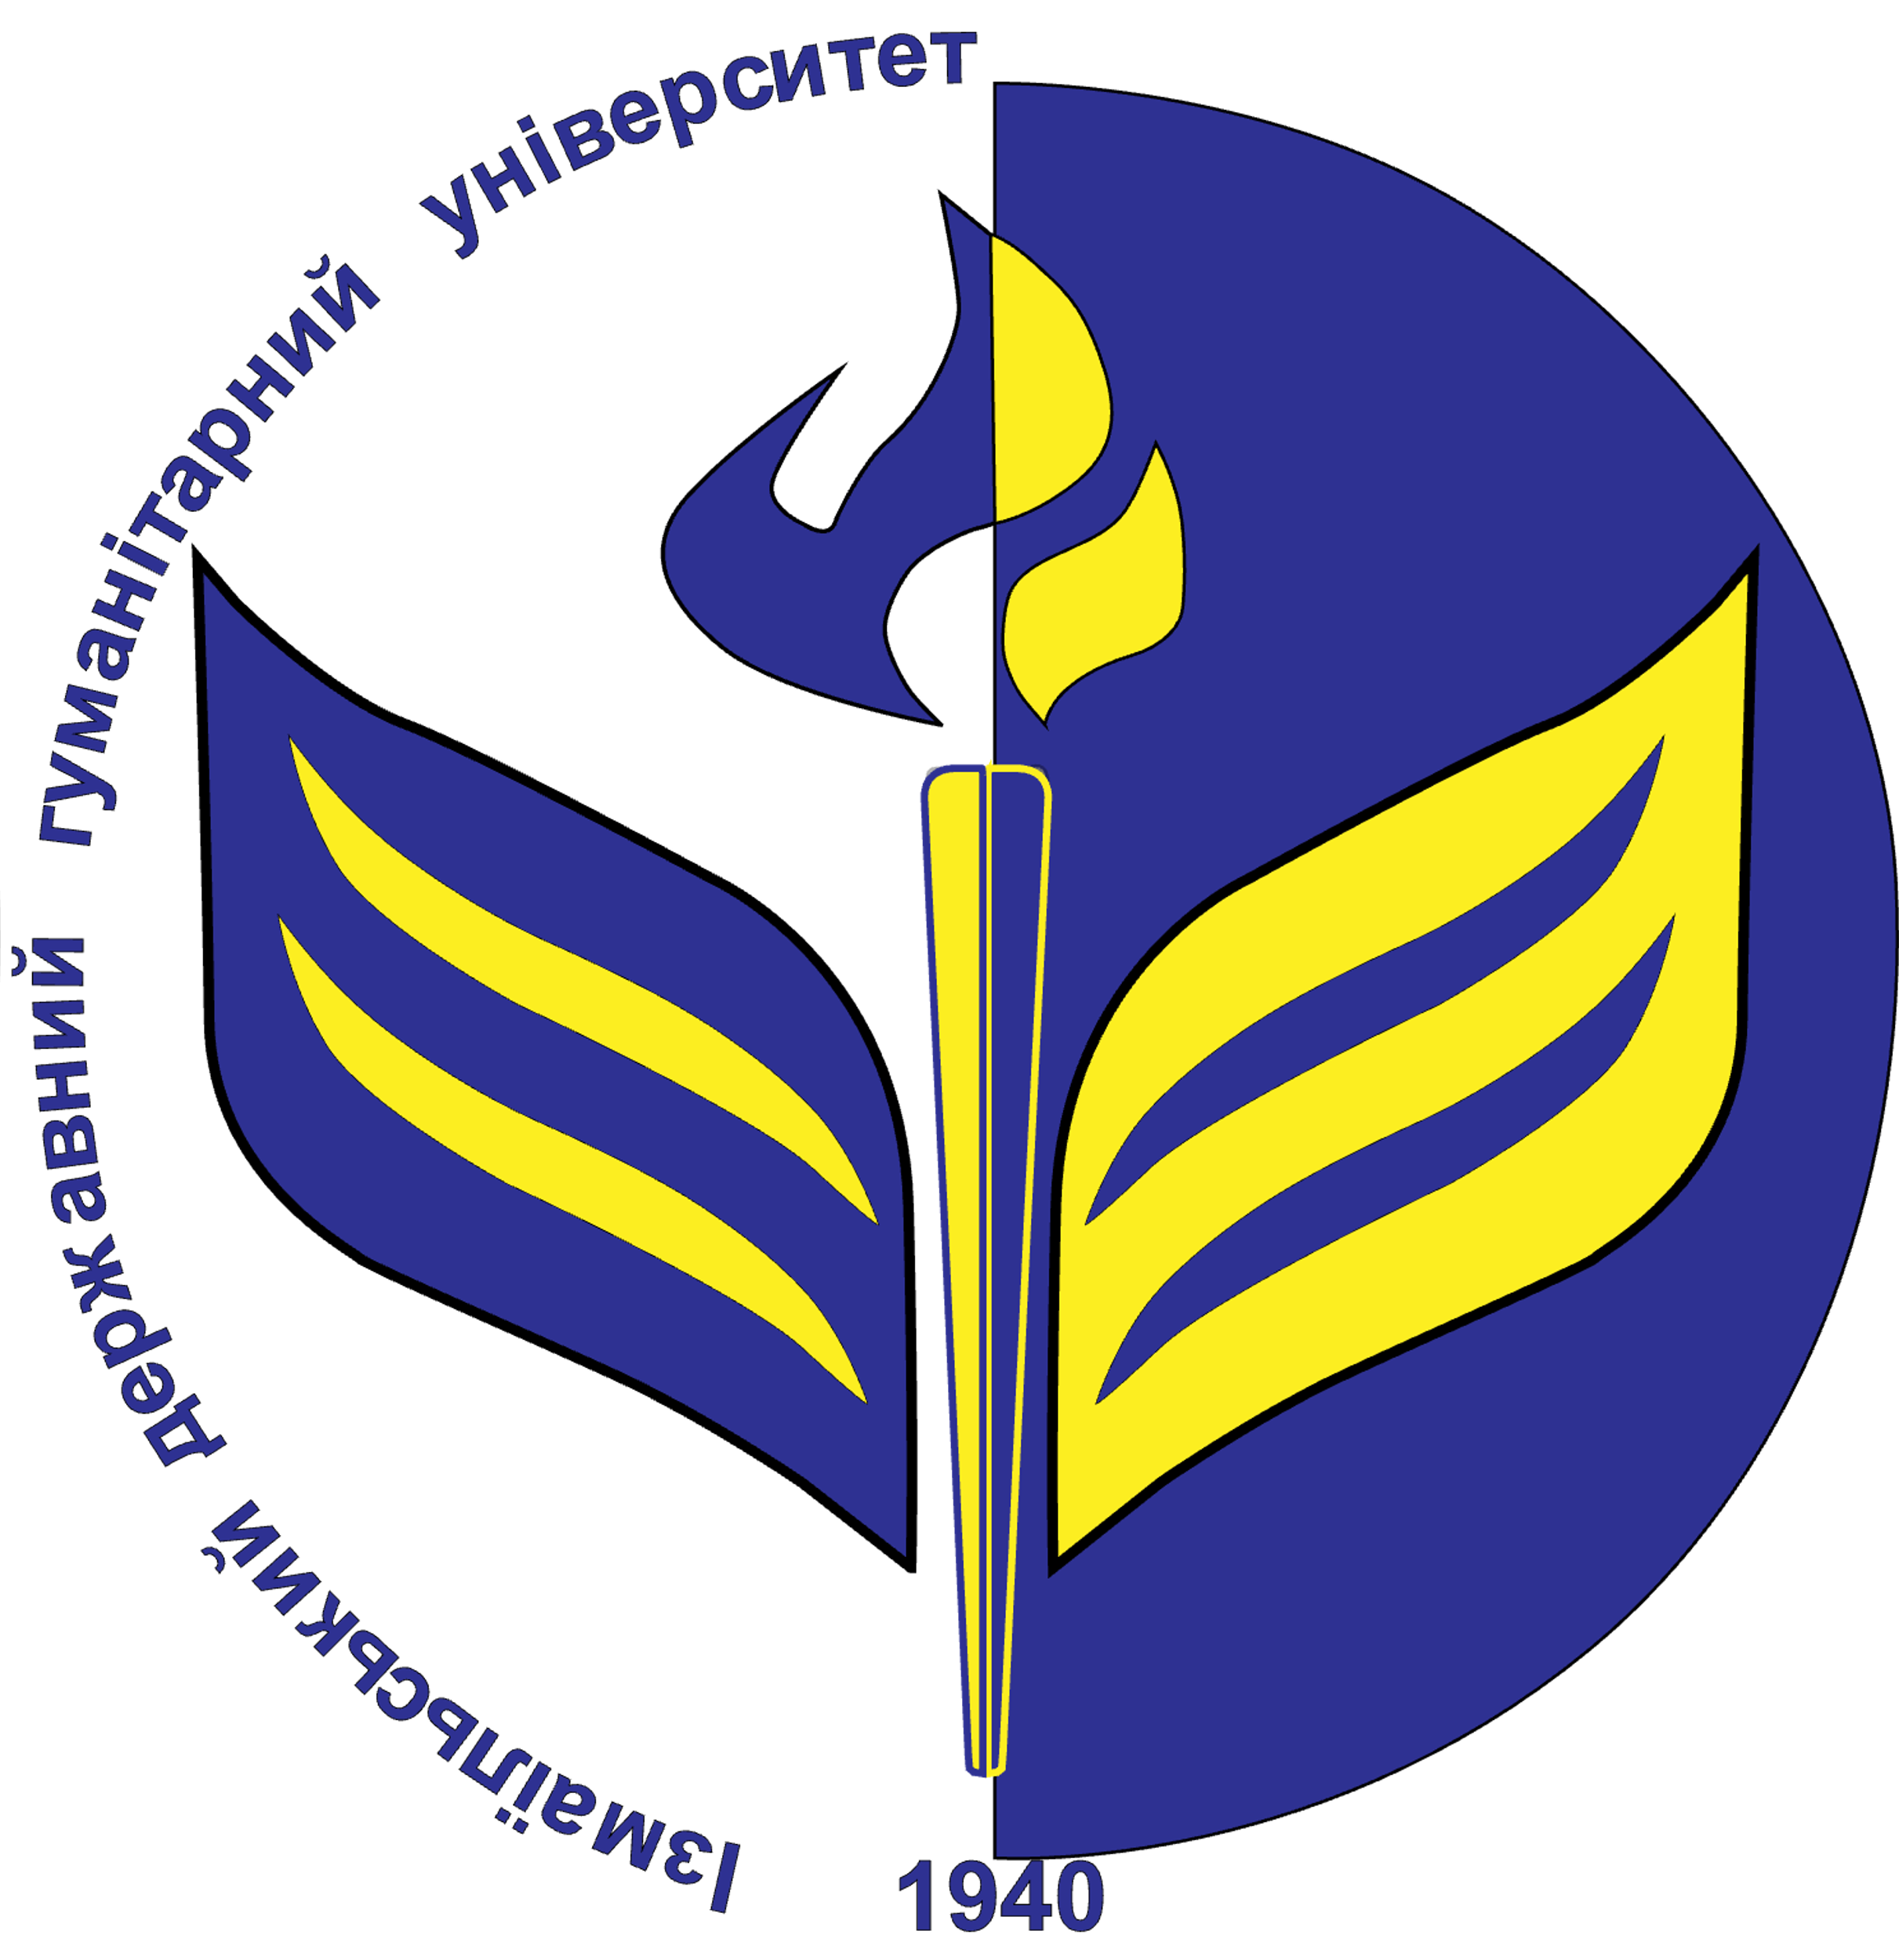 Ізмаїльський державний гуманітарний університет
1940